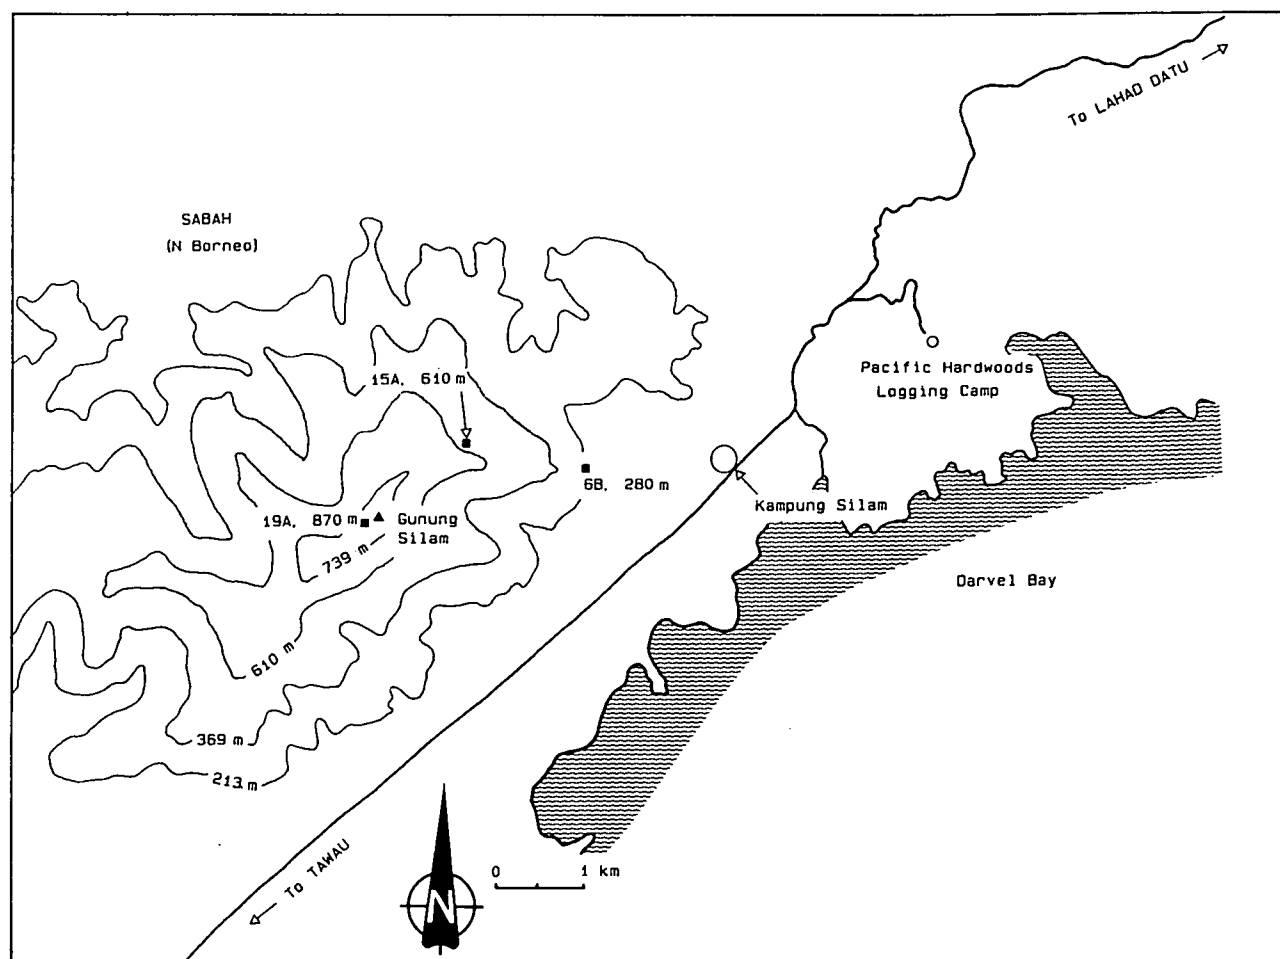 To LAHAD DATU
SABAH
(N Borneo)
Pacific Hardwoods
Logging Camp
15A, 610 m
6B, 280 m
Kampung Silam
19A, 870 m
Gunung
Silam
739 m
Darvel Bay
610 m
369 m
213 m
To TAWAU
0 1 km
N